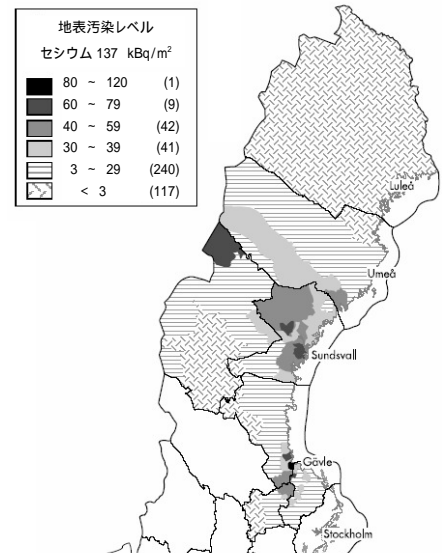 地表汚染レベル
セシウム 137 kBq/m²
80 ~ 120 (1)
60 ~ 79 (9)
40 ~ 59 (42)
30 ~ 39 (41)
3 ~ 29 (240)
< 3 (117)
Luleå
Umeå
Sundsvall
Gävle
Stockholm